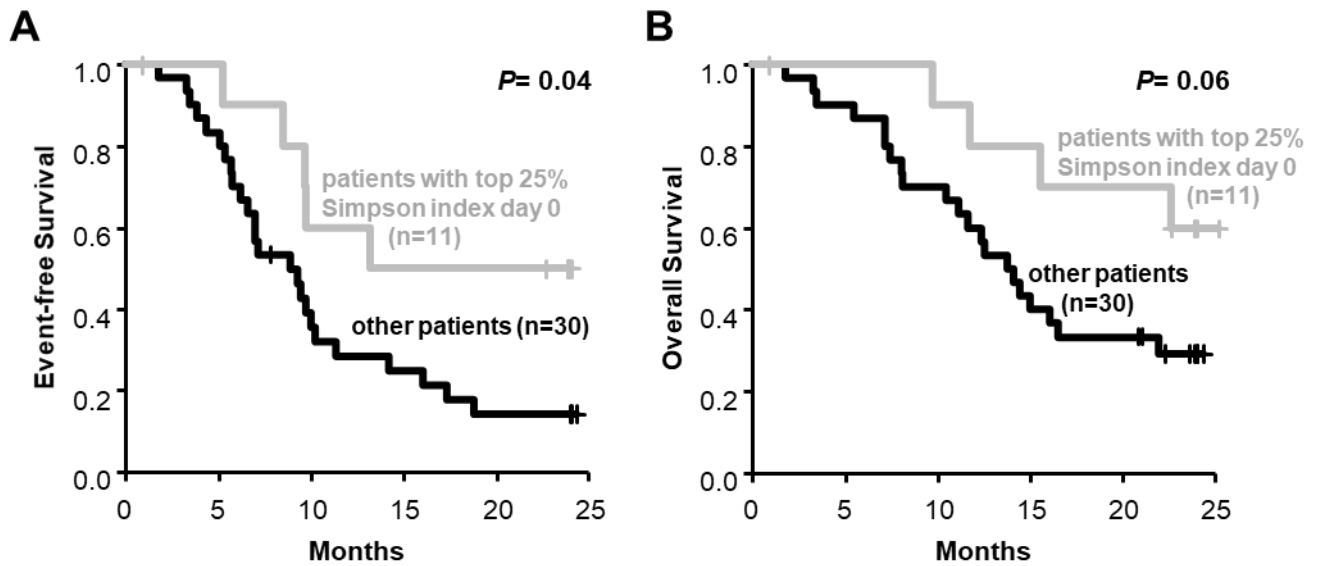 A
P= 0.04
patients with top 25%
Simpson index day 0
(n=11)
other patients (n=30)
Event-free Survival
1.0
0.8
0.6
0.4
0.2
0.0
0 5 10 15 20 25
Months
B
P= 0.06
patients with top 25%
Simpson index day 0
(n=11)
other patients
(n=30)
Overall Survival
1.0
0.8
0.6
0.4
0.2
0.0
0 5 10 15 20 25
Months